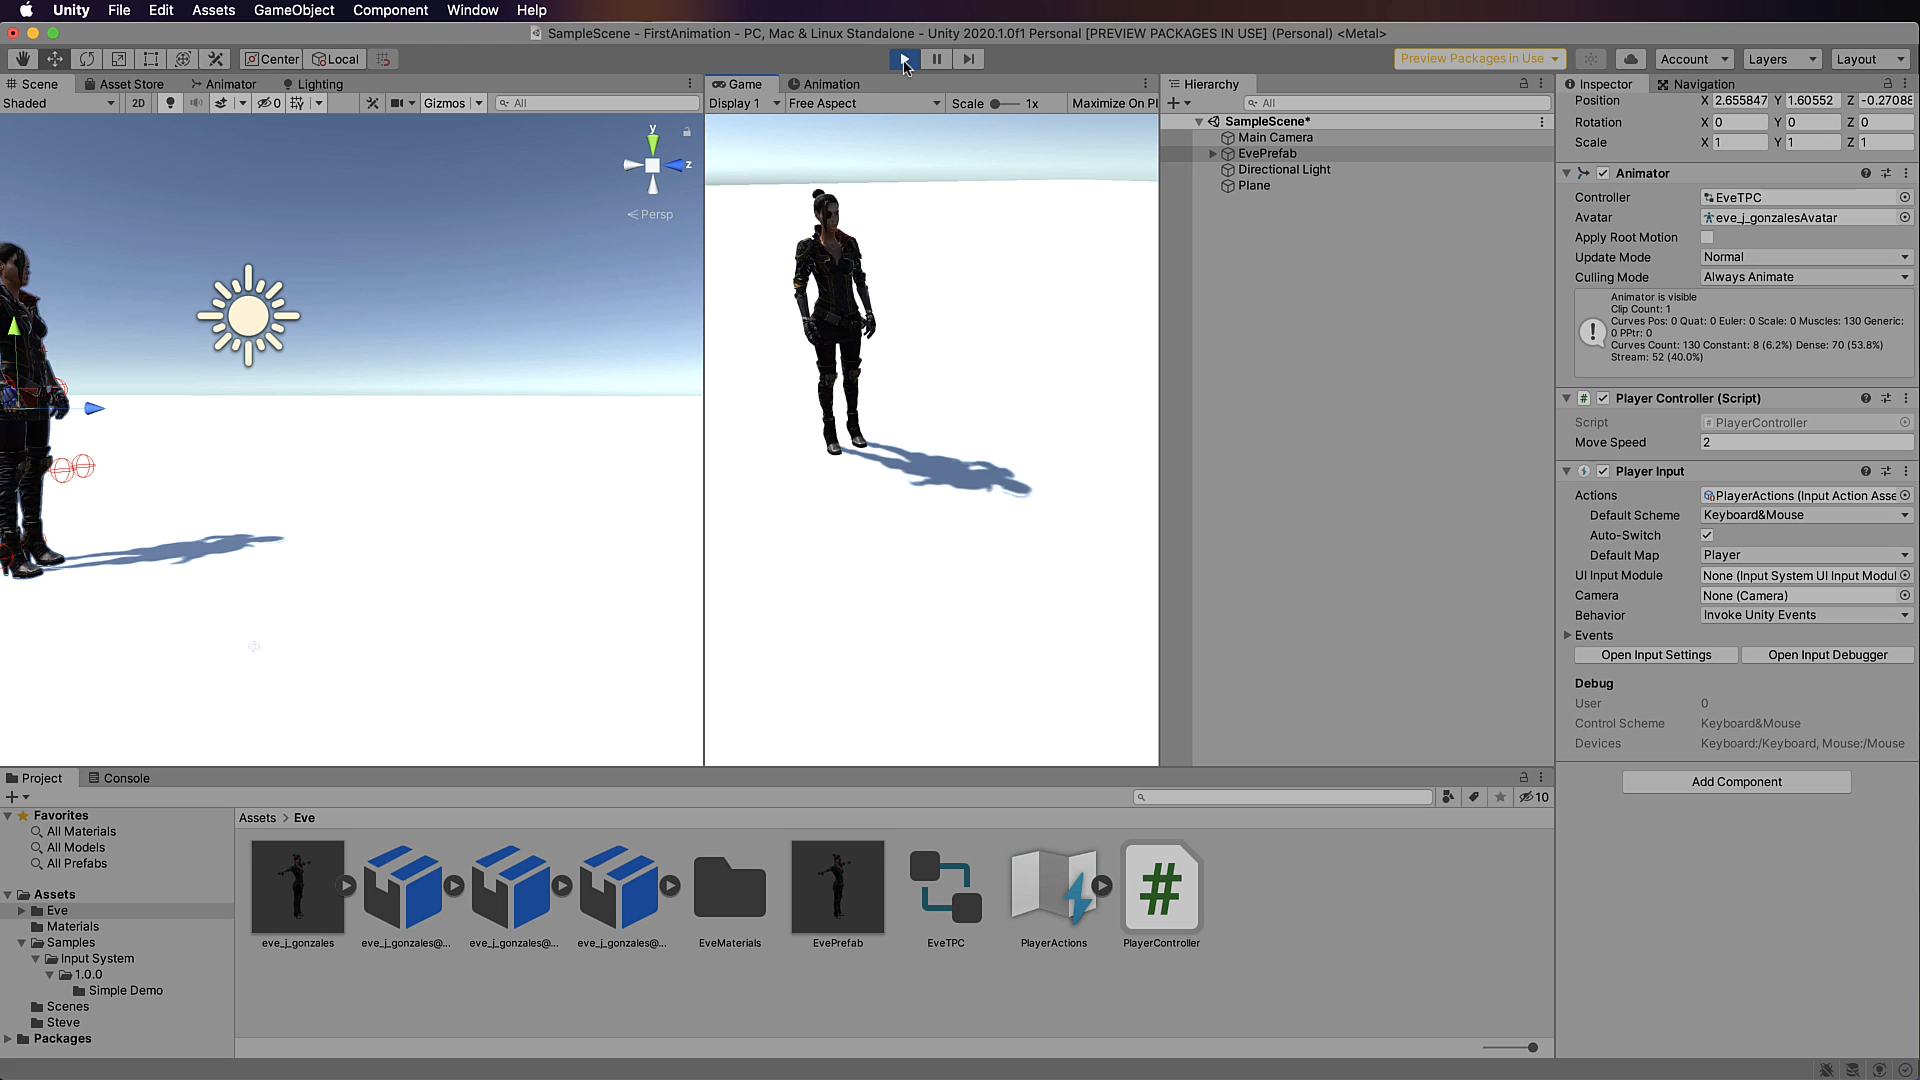 Unity File Edit Assets GameObject Component Window Help
SampleScene - FirstAnimation - PC, Mac & Linux Standalone - Unity 2020.1.0f1 Personal [PREVIEW PACKAGES IN USE] (Personal) <Metal>
Center Local Preview Packages in Use Account Layers Layout
Scene Asset Store Animator Lighting
Shaded 2D 0 Gizmos All
y
z
Persp
Game Animation
Display 1 Free Aspect Scale 1x Maximize On Pl
Hierarchy
All
SampleScene*
Main Camera
EvePrefab
Directional Light
Plane
Inspector Navigation
Position X 2.655847 Y 1.60552 Z -0.27088
Rotation X 0 Y 0 Z 0
Scale X 1 Y 1 Z 1
Animator
Controller EveTPC
Avatar eve_j_gonzalesAvatar
Apply Root Motion
Update Mode Normal
Culling Mode Always Animate
Animator is visible
Clip Count: 1
Curves Pos: 0 Quat: 0 Euler: 0 Scale: 0 Muscles: 130 Generic:
0 PPtr: 0
Curves Count: 130 Constant: 8 (6.2%) Dense: 70 (53.8%)
Stream: 52 (40.0%)
Player Controller (Script)
Script PlayerController
Move Speed 2
Player Input
Actions PlayerActions (Input Action Asse
Default Scheme Keyboard&Mouse
Auto-Switch
Default Map Player
UI Input Module None (Input System UI Input Modul
Camera None (Camera)
Behavior Invoke Unity Events
Events
Open Input Settings Open Input Debugger
Debug
User 0
Control Scheme Keyboard&Mouse
Devices Keyboard:/Keyboard, Mouse:/Mouse
Add Component
Project Console
10
Favorites
All Materials
All Models
All Prefabs
Assets
Eve
Materials
Samples
Input System
1.0.0
Simple Demo
Scenes
Steve
Packages
Assets > Eve
eve_j_gonzales eve_j_gonzales@... eve_j_gonzales@... eve_j_gonzales@... EveMaterials EvePrefab EveTPC PlayerActions PlayerController